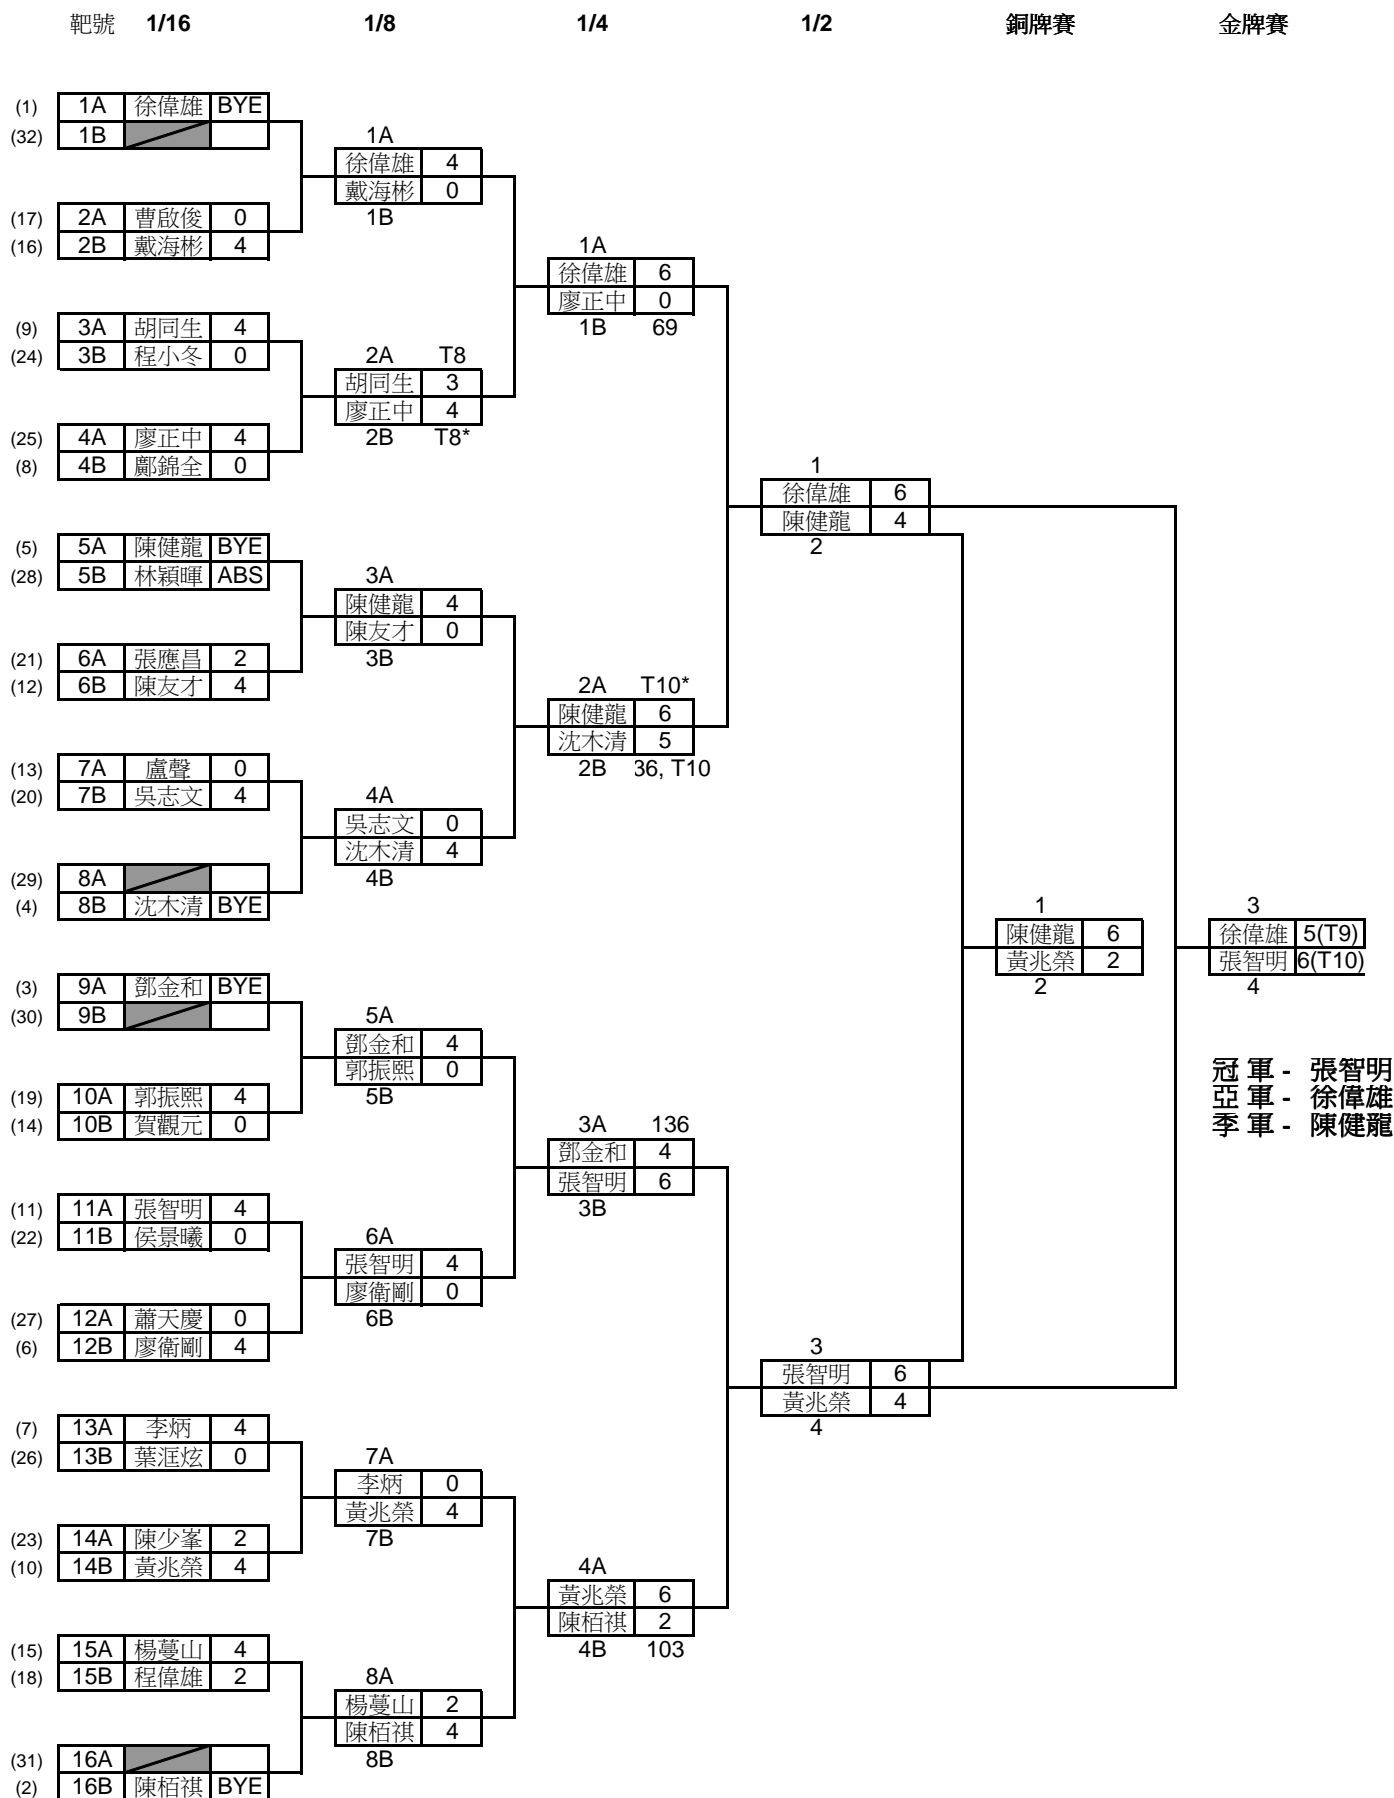 靶號 1/16 1/8 1/4 1/2 銅牌賽 金牌賽
(1) 1A 徐偉雄 BYE
(32) 1B 1A
徐偉雄 4
戴海彬 0
(17) 2A 曹啟俊 0 1B
(16) 2B 戴海彬 4 1A
徐偉雄 6
廖正中 0
(9) 3A 胡同生 4 1B 69
(24) 3B 程小冬 0 2A T8
胡同生 3
廖正中 4
(25) 4A 廖正中 4 2B T8*
(8) 4B 鄺錦全 0 1
徐偉雄 6
陳健龍 4
(5) 5A 陳健龍 BYE 2
(28) 5B 林穎暉 ABS 3A
陳健龍 4
陳友才 0
(21) 6A 張應昌 2 3B
(12) 6B 陳友才 4 2A T10*
陳健龍 6
沈木清 5
(13) 7A 盧聲 0 2B 36, T10
(20) 7B 吳志文 4 4A
吳志文 0
沈木清 4
(29) 8A 4B
(4) 8B 沈木清 BYE 1 3
陳健龍 6 徐偉雄 5(T9)
黃兆榮 2 張智明 6(T10)
(3) 9A 鄧金和 BYE 2 4
(30) 9B 5A
鄧金和 4
郭振熙 0
冠 軍 - 張智明
(19) 10A 郭振熙 4 5B 亞 軍 - 徐偉雄
(14) 10B 賀觀元 0 3A 136 季 軍 - 陳健龍
鄧金和 4
張智明 6
(11) 11A 張智明 4 3B
(22) 11B 侯景曦 0 6A
張智明 4
廖衛剛 0
(27) 12A 蕭天慶 0 6B
(6) 12B 廖衛剛 4 3
張智明 6
黃兆榮 4
(7) 13A 李炳 4 4
(26) 13B 葉洭炫 0 7A
李炳 0
黃兆榮 4
(23) 14A 陳少峯 2 7B
(10) 14B 黃兆榮 4 4A
黃兆榮 6
陳栢祺 2
(15) 15A 楊蔓山 4 4B 103
(18) 15B 程偉雄 2 8A
楊蔓山 2
陳栢祺 4
(31) 16A 8B
(2) 16B 陳栢祺 BYE